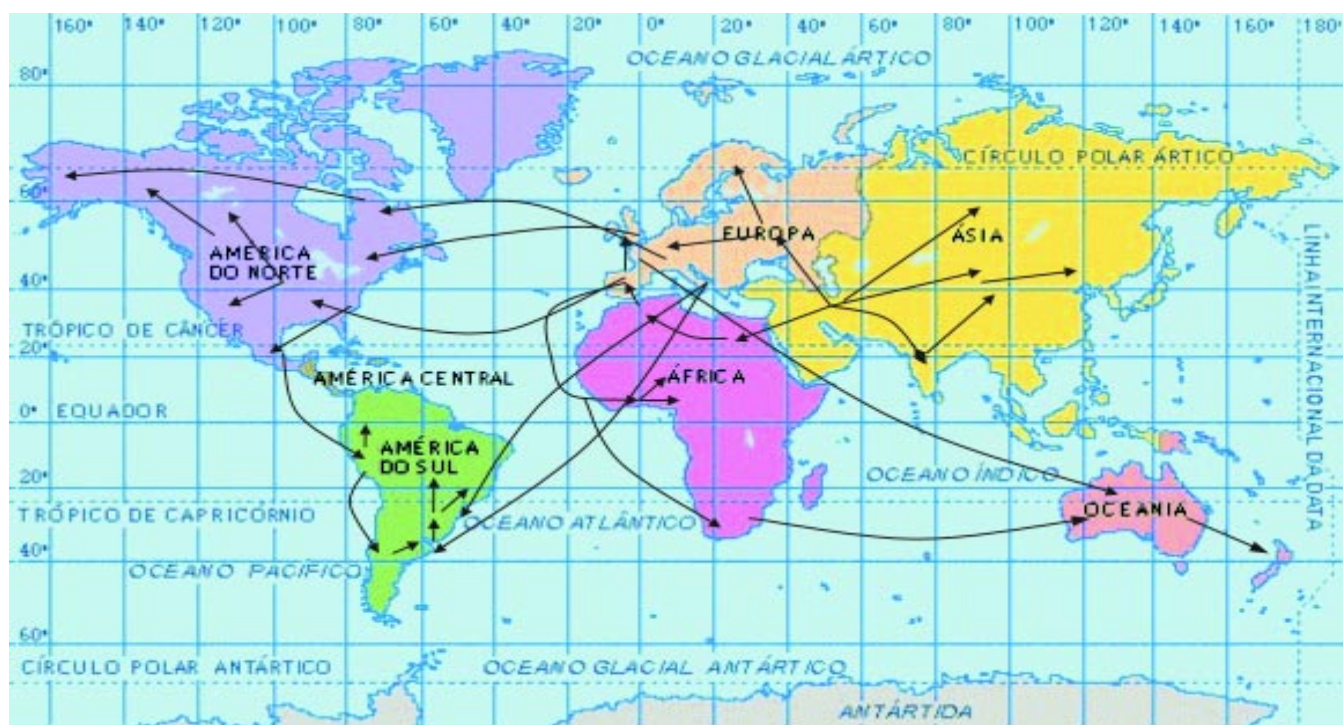 160° 140° 120° 100° 80° 60° 40° 20° 0° 20° 40° 60° 80° 100° 120° 140° 160° 180°
OCEANO GLACIAL ÁRTICO
80°
CÍRCULO POLAR ÁRTICO
60°
EUROPA
ÁSIA
AMÉRICA
DO NORTE
40°
LINHA INTERNACIONAL DA DATA
TRÓPICO DE CÂNCER
20°
AMÉRICA CENTRAL
ÁFRICA
0°
EQUADOR
AMÉRICA
DO SUL
OCEANO ÍNDICO
20°
TRÓPICO DE CAPRICÓRNIO
OCEANO ATLÂNTICO
OCEANIA
40°
OCEANO PACÍFICO
60°
CÍRCULO POLAR ANTÁRTICO
OCEANO GLACIAL ANTÁRTICO
ANTÁRTIDA